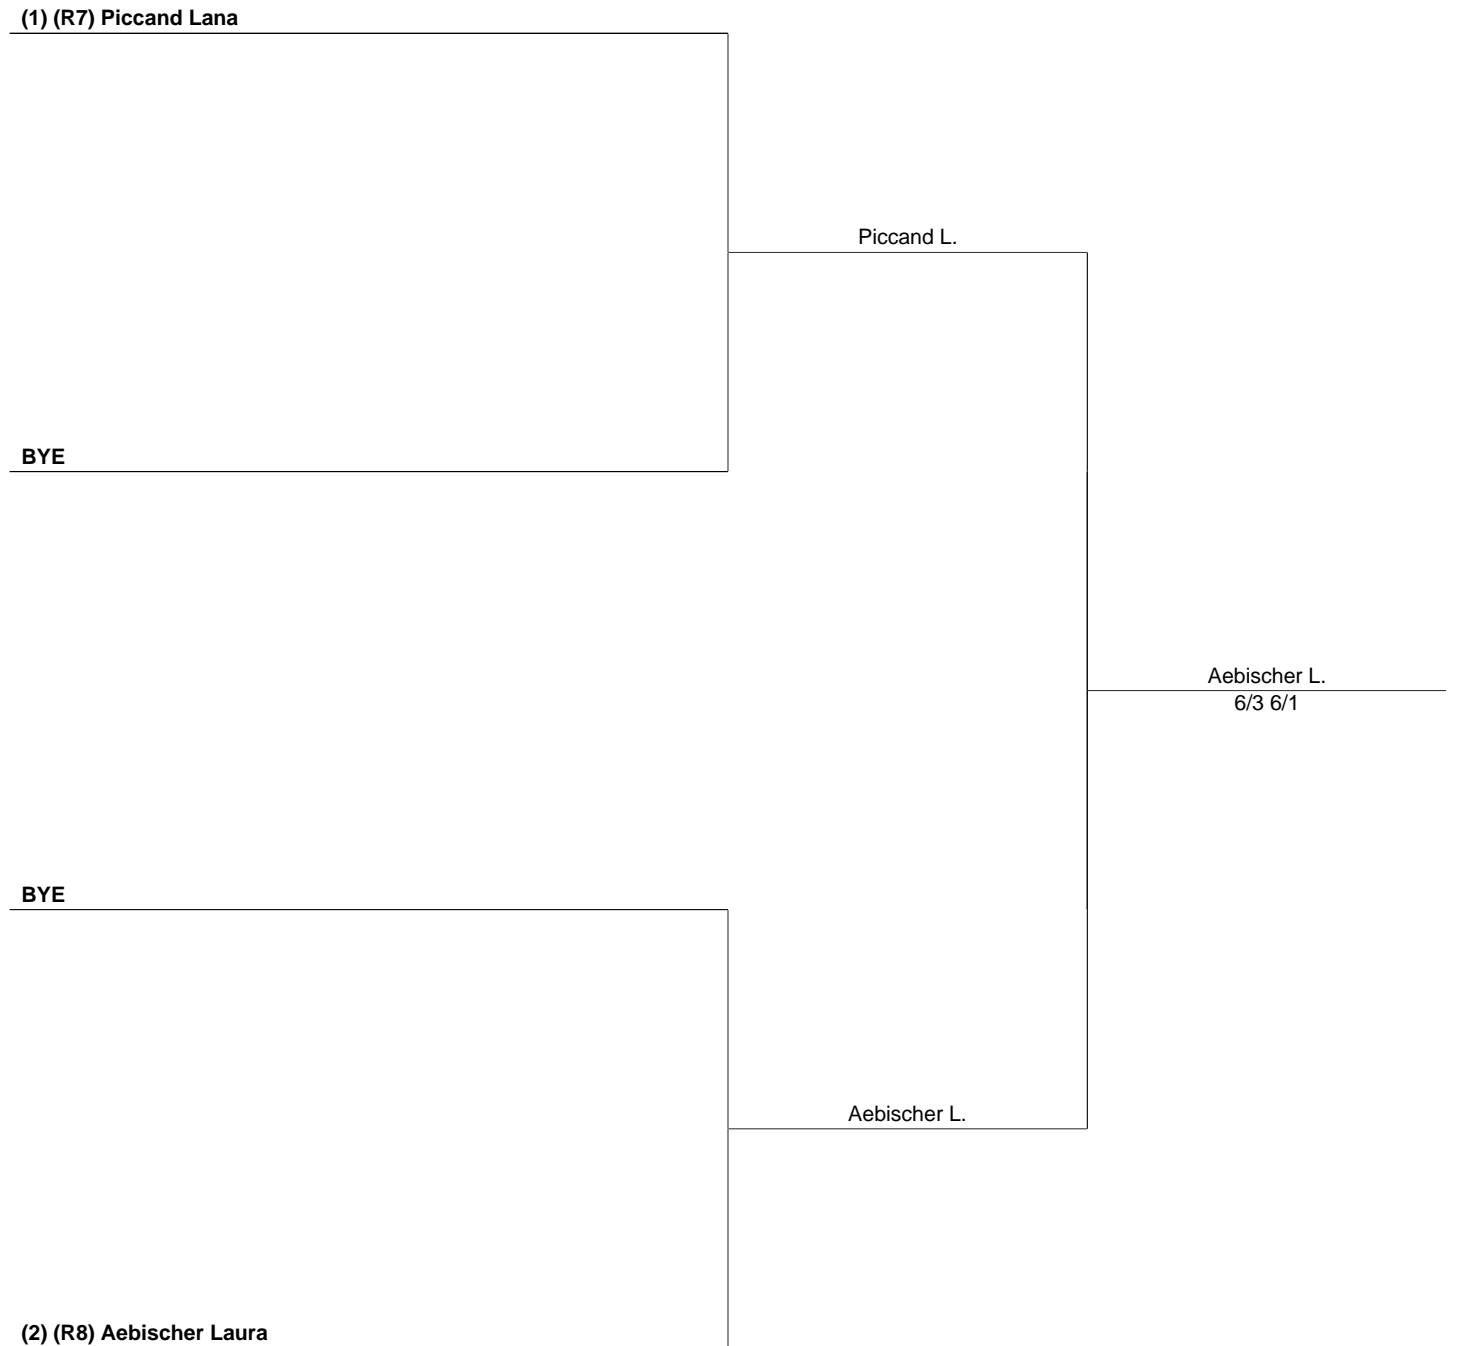 (1) (R7) Piccand Lana
Piccand L.
BYE
Aebischer L.
6/3 6/1
BYE
Aebischer L.
(2) (R8) Aebischer Laura